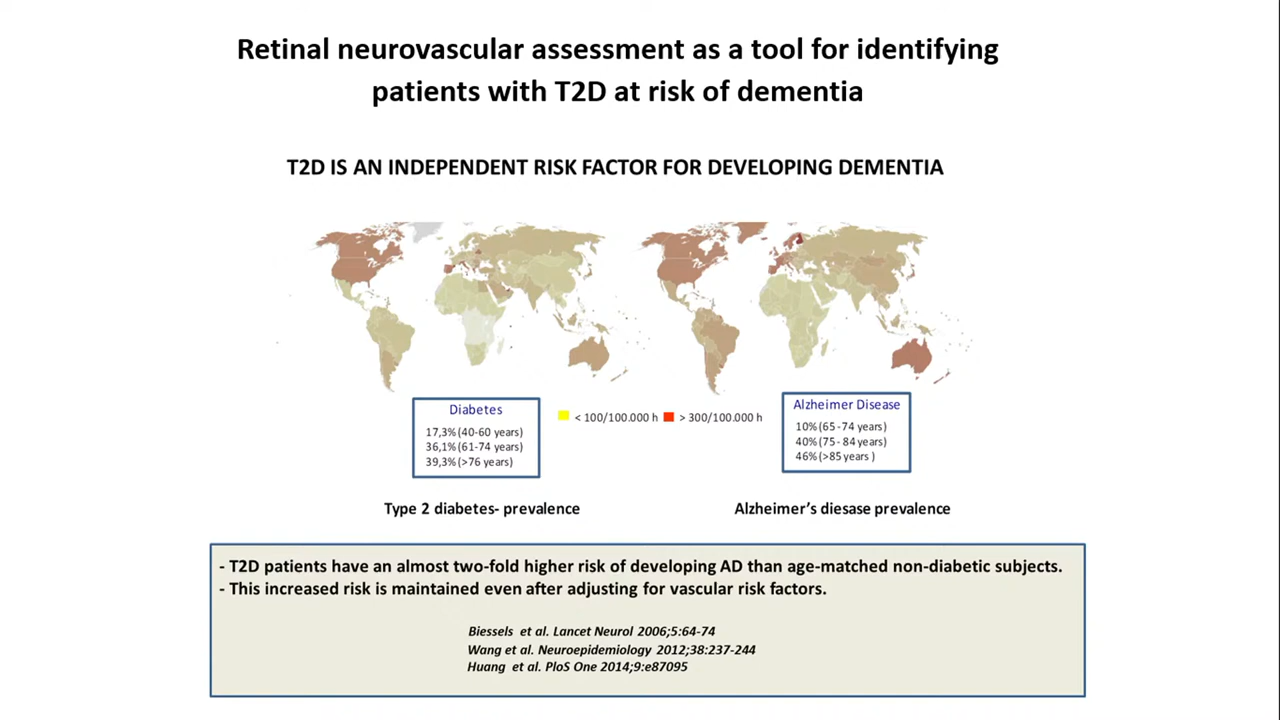 Retinal neurovascular assessment as a tool for identifying
patients with T2D at risk of dementia
T2D IS AN INDEPENDENT RISK FACTOR FOR DEVELOPING DEMENTIA
Diabetes
17,3% (40-60 years)
36,1% (61-74 years)
39,3% (>76 years)
< 100/100.000 h > 300/100.000 h
Alzheimer Disease
10% (65-74 years)
40% (75- 84 years)
46% (>85 years )
Type 2 diabetes- prevalence
Alzheimer's diesase prevalence
- T2D patients have an almost two-fold higher risk of developing AD than age-matched non-diabetic subjects.
- This increased risk is maintained even after adjusting for vascular risk factors.
Biessels et al. Lancet Neurol 2006;5:64-74
Wang et al. Neuroepidemiology 2012;38:237-244
Huang et al. PloS One 2014;9:e87095